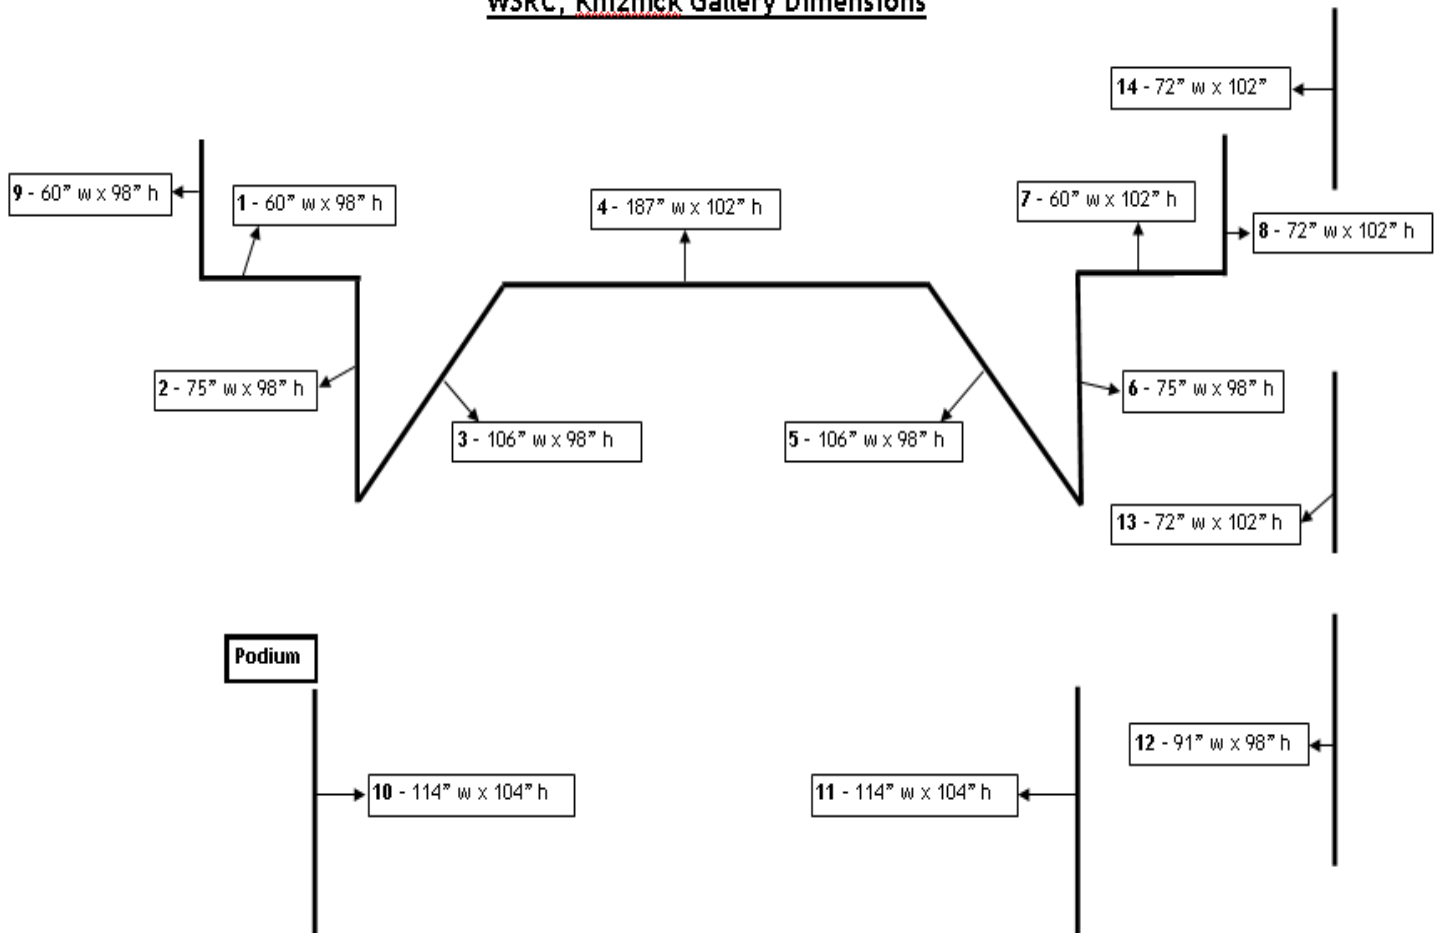 WSRC, Kniznick Gallery Dimensions
14 - 72” w x 102”
9 - 60” w x 98” h
1 - 60” w x 98” h
4 - 187” w x 102” h
7 - 60” w x 102” h
8 - 72” w x 102” h
2 - 75” w x 98” h
3 - 106” w x 98” h
5 - 106” w x 98” h
6 - 75” w x 98” h
13 - 72” w x 102” h
Podium
12 - 91” w x 98” h
10 - 114” w x 104” h
11 - 114” w x 104” h